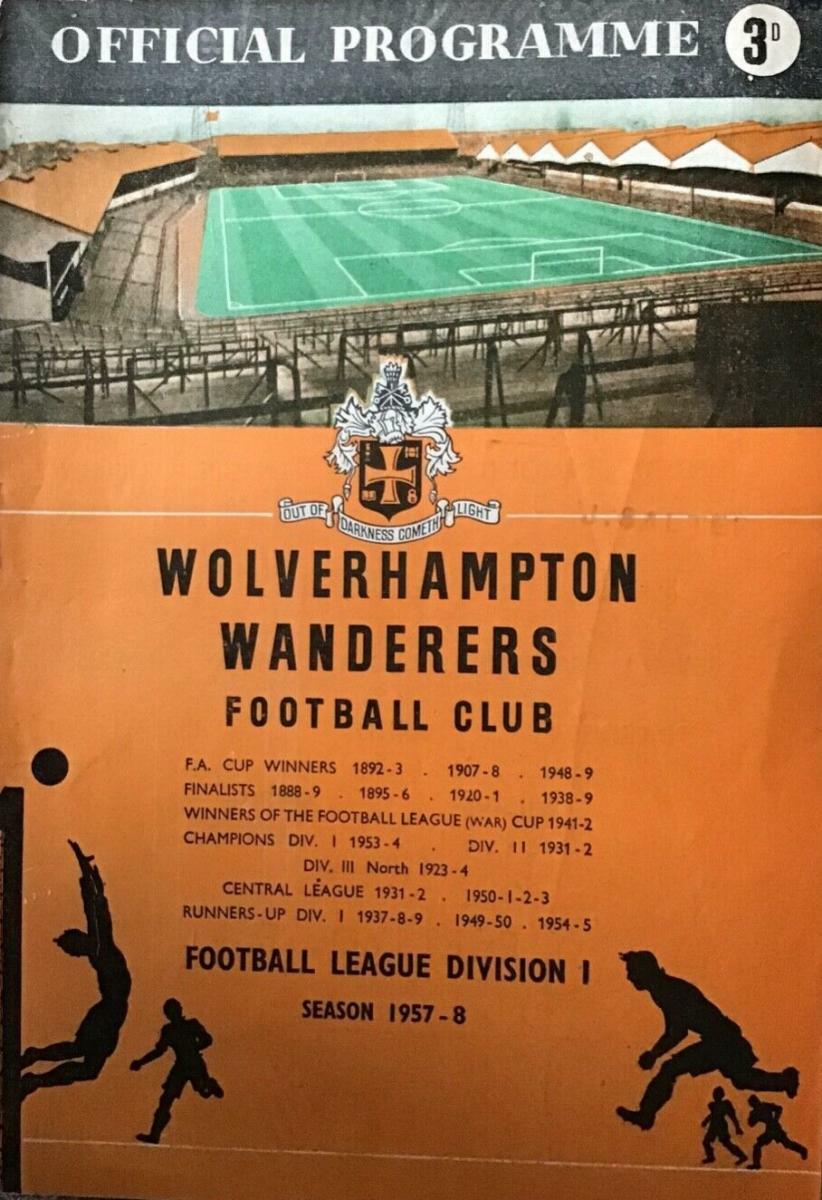 OFFICIAL PROGRAMME 3D
OUT OF DARKNESS COMETH LIGHT
WOLVERHAMPTON
WANDERERS
FOOTBALL CLUB
F.A. CUP WINNERS 1892-3 . 1907-8 . 1948-9
FINALISTS 1888-9 . 1895-6 . 1920-1 . 1938-9
WINNERS OF THE FOOTBALL LEAGUE (WAR) CUP 1941-2
CHAMPIONS DIV. I 1953-4 . DIV. II 1931-2
DIV. III North 1923-4
CENTRAL LEAGUE 1931-2 . 1950-1-2-3
RUNNERS-UP DIV. I 1937-8-9 . 1949-50 . 1954-5
FOOTBALL LEAGUE DIVISION I
SEASON 1957-8